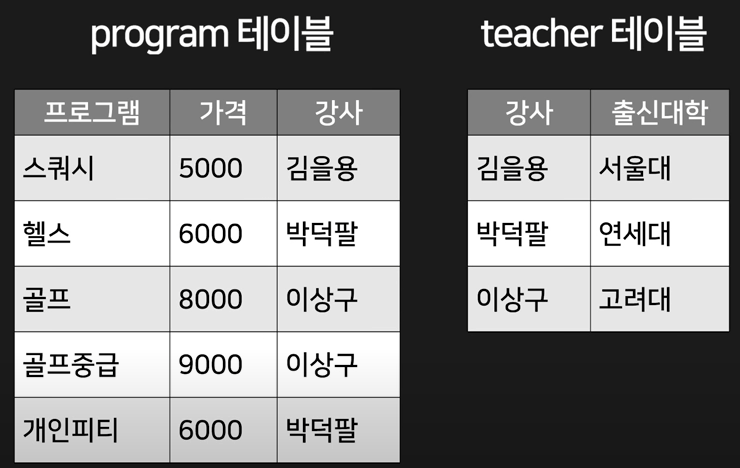 program 테이블
프로그램 가격 강사
스쿼시 5000 김을용
헬스 6000 박덕팔
골프 8000 이상구
골프중급 9000 이상구
개인피티 6000 박덕팔
teacher 테이블
강사 출신대학
김을용 서울대
박덕팔 연세대
이상구 고려대